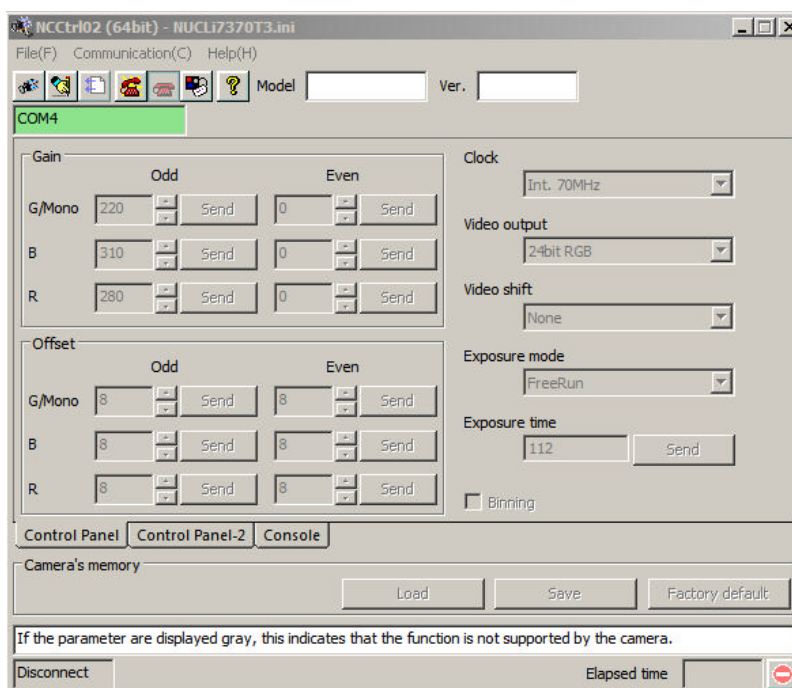 NCCtrl02 (64bit) - NUCLi7370T3.ini
File(F) Communication(C) Help(H)
Model Ver.
COM4
Gain
Odd Even
G/Mono 220 Send 0 Send
B 310 Send 0 Send
R 280 Send 0 Send
Offset
Odd Even
G/Mono 8 Send 8 Send
B 8 Send 8 Send
R 8 Send 8 Send
Clock
Int. 70MHz
Video output
24bit RGB
Video shift
None
Exposure mode
FreeRun
Exposure time
112 Send
Binning
Control Panel Control Panel-2 Console
Camera's memory
Load Save Factory default
If the parameter are displayed gray, this indicates that the function is not supported by the camera.
Disconnect Elapsed time